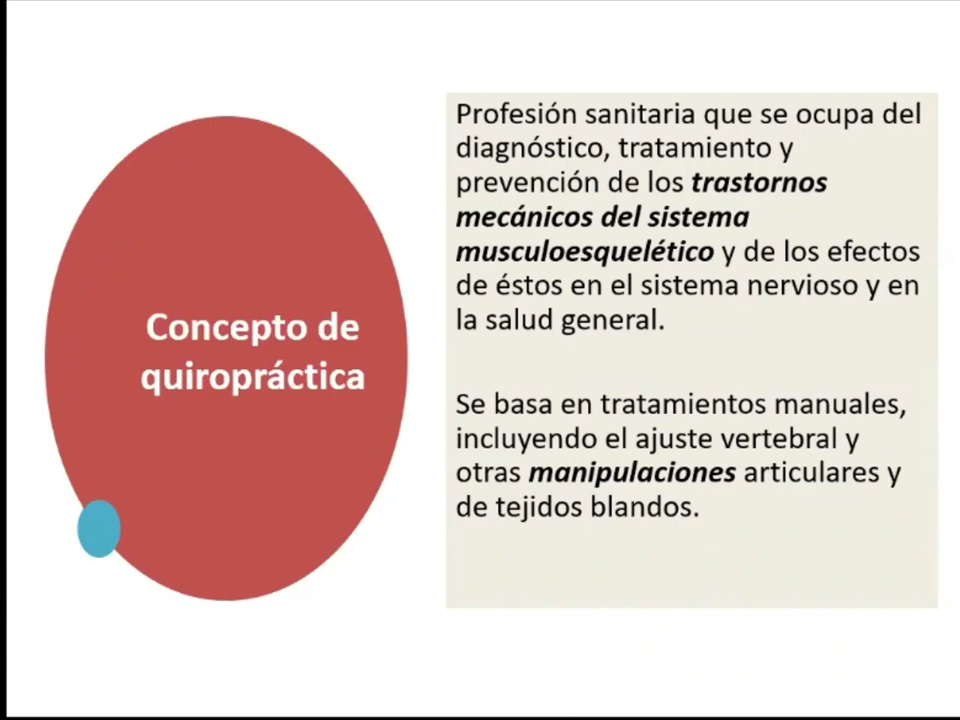 Concepto de
quiropráctica
Profesión sanitaria que se ocupa del
diagnóstico, tratamiento y
prevención de los trastornos
mecánicos del sistema
musculoesquelético y de los efectos
de éstos en el sistema nervioso y en
la salud general.
Se basa en tratamientos manuales,
incluyendo el ajuste vertebral y
otras manipulaciones articulares y
de tejidos blandos.